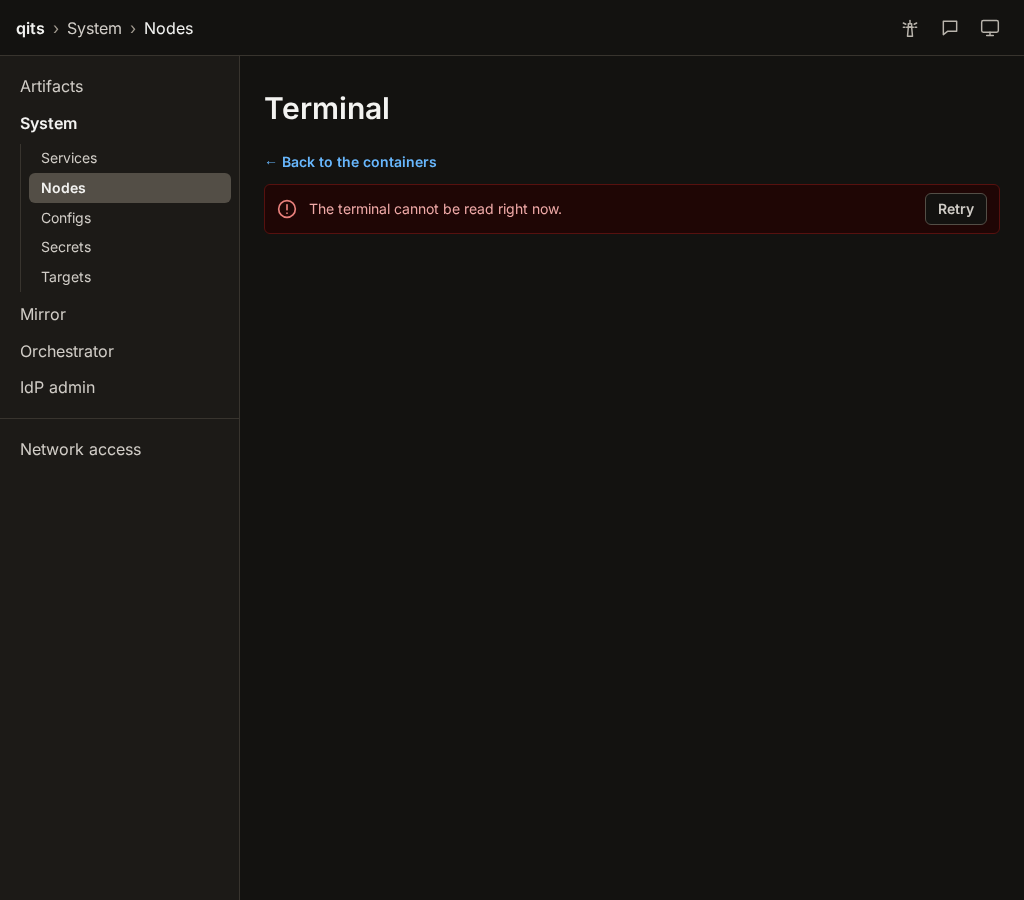 qits › System › Nodes
Artifacts
System
Services
Nodes
Configs
Secrets
Targets
Mirror
Orchestrator
IdP admin
Network access
Terminal
← Back to the containers
The terminal cannot be read right now.
Retry